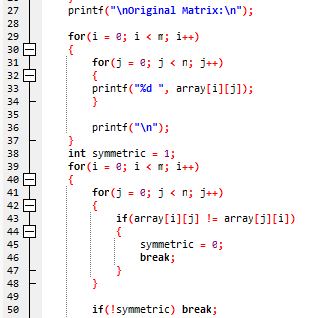 27 printf("\nOriginal Matrix:\n");
28
29 for(i = 0; i < m; i++)
30 {
31 for(j = 0; j < n; j++)
32 {
33 printf("%d ", array[i][j]);
34 }
35
36 printf("\n");
37 }
38 int symmetric = 1;
39 for(i = 0; i < m; i++)
40 {
41 for(j = 0; j < n; j++)
42 {
43 if(array[i][j] != array[j][i])
44 {
45 symmetric = 0;
46 break;
47 }
48 }
49
50 if(!symmetric) break;